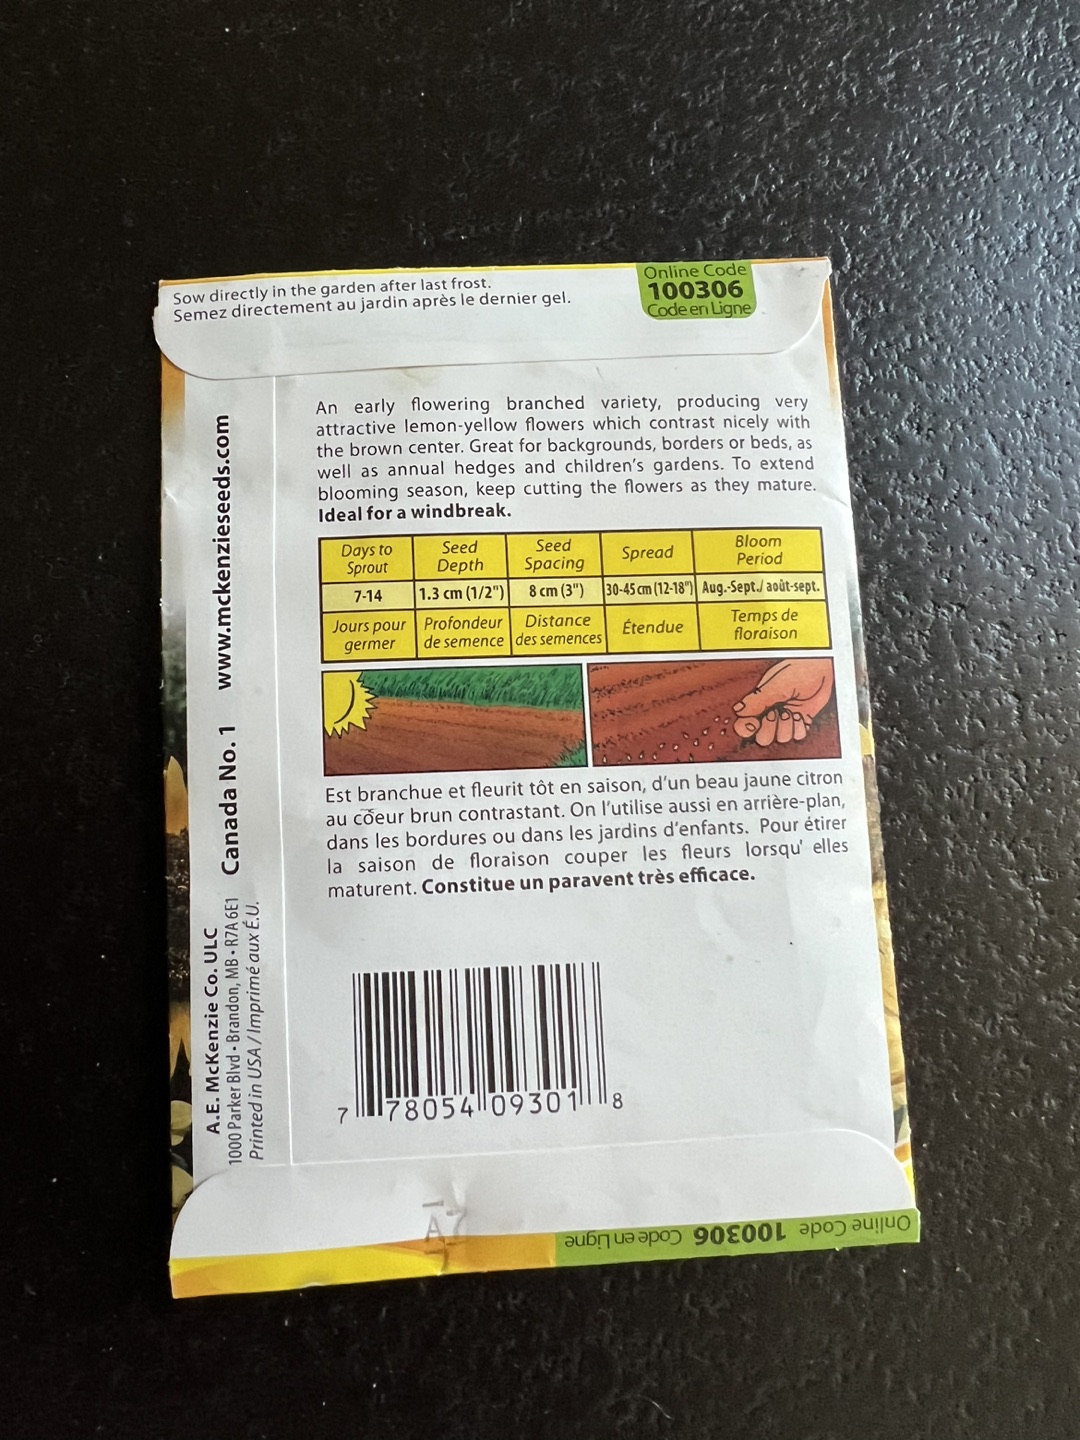 Sow directly in the garden after last frost.
Semez directement au jardin après le dernier gel.
Online Code
100306
Code en Ligne
An early flowering branched variety, producing very
attractive lemon-yellow flowers which contrast nicely with
the brown center. Great for backgrounds, borders or beds, as
well as annual hedges and children's gardens. To extend
blooming season, keep cutting the flowers as they mature.
Ideal for a windbreak.
Days to Sprout
Seed Depth
Seed Spacing
Spread
Bloom Period
7-14
1.3 cm (1/2")
8 cm (3")
30-45 cm (12-18")
Aug.-Sept./ août-sept.
Jours pour germer
Profondeur de semence
Distance des semences
Étendue
Temps de floraison
Est branchue et fleurit tôt en saison, d'un beau jaune citron
au cœur brun contrastant. On l'utilise aussi en arrière-plan,
dans les bordures ou dans les jardins d'enfants. Pour étirer
la saison de floraison couper les fleurs lorsqu' elles
maturent. Constitue un paravent très efficace.
7 78054 09301 8
A.E. McKenzie Co. ULC Canada No. 1 www.mckenzieseeds.com
1000 Parker Blvd • Brandon, MB • R7A 6E1
Printed in USA / Imprimé aux É.U.
A7
Online Code 100306 Code en Ligne